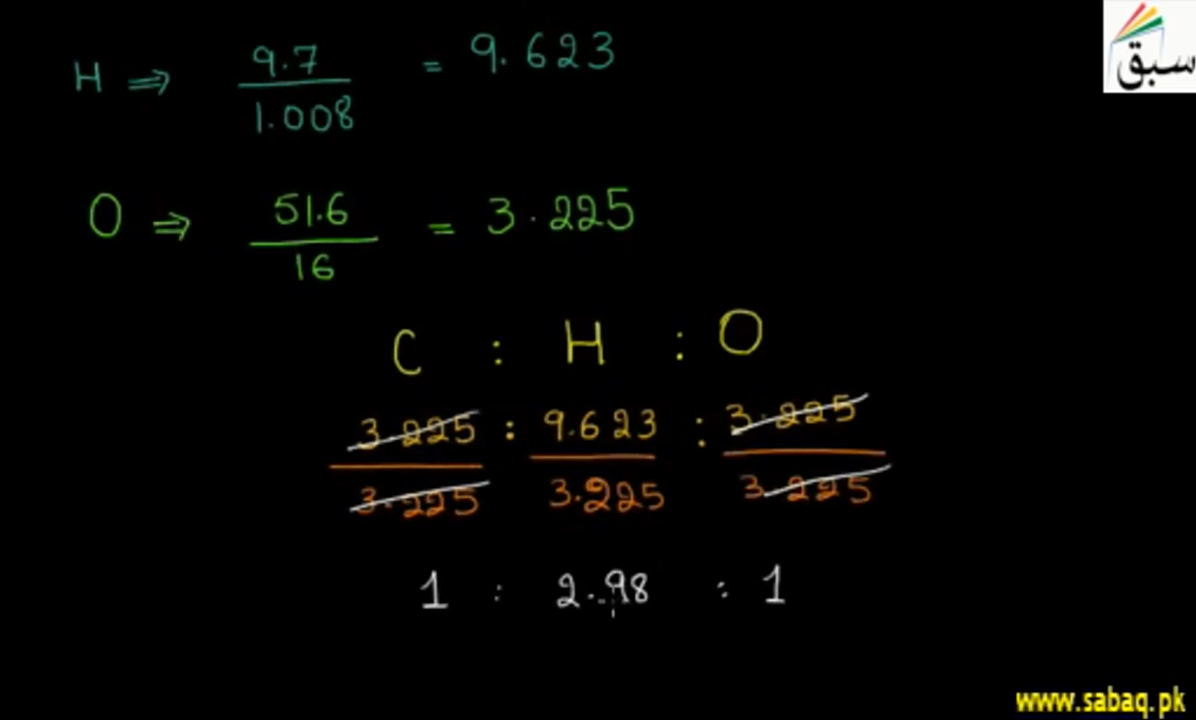 سبق
H ⇒ 9.7 / 1.008 = 9.623
O ⇒ 51.6 / 16 = 3.225
C : H : O
3.225 : 9.623 : 3.225
3.225 3.225 3.225
1 : 2.98 : 1
www.sabaq.pk